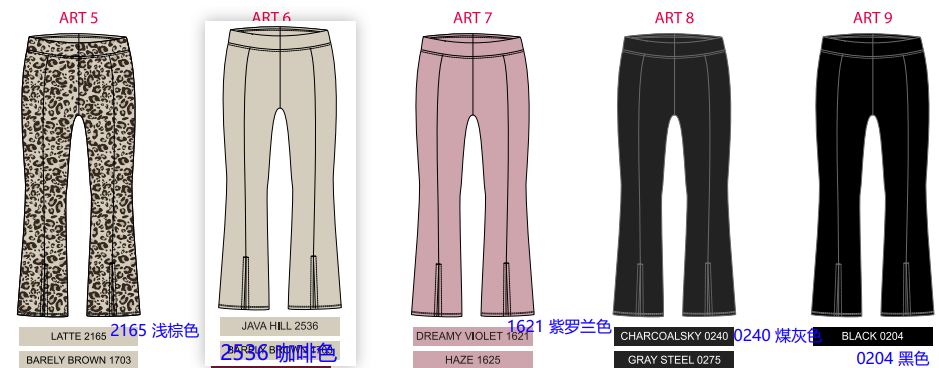 ART 5
ART 6
ART 7
ART 8
ART 9
LATTE 2165
2165 浅棕色
BARELY BROWN 1703
JAVA HILL 2536
2536 咖啡色
DREAMY VIOLET 1621
1621 紫罗兰色
HAZE 1625
CHARCOALSKY 0240
0240 煤灰色
GRAY STEEL 0275
BLACK 0204
0204 黑色